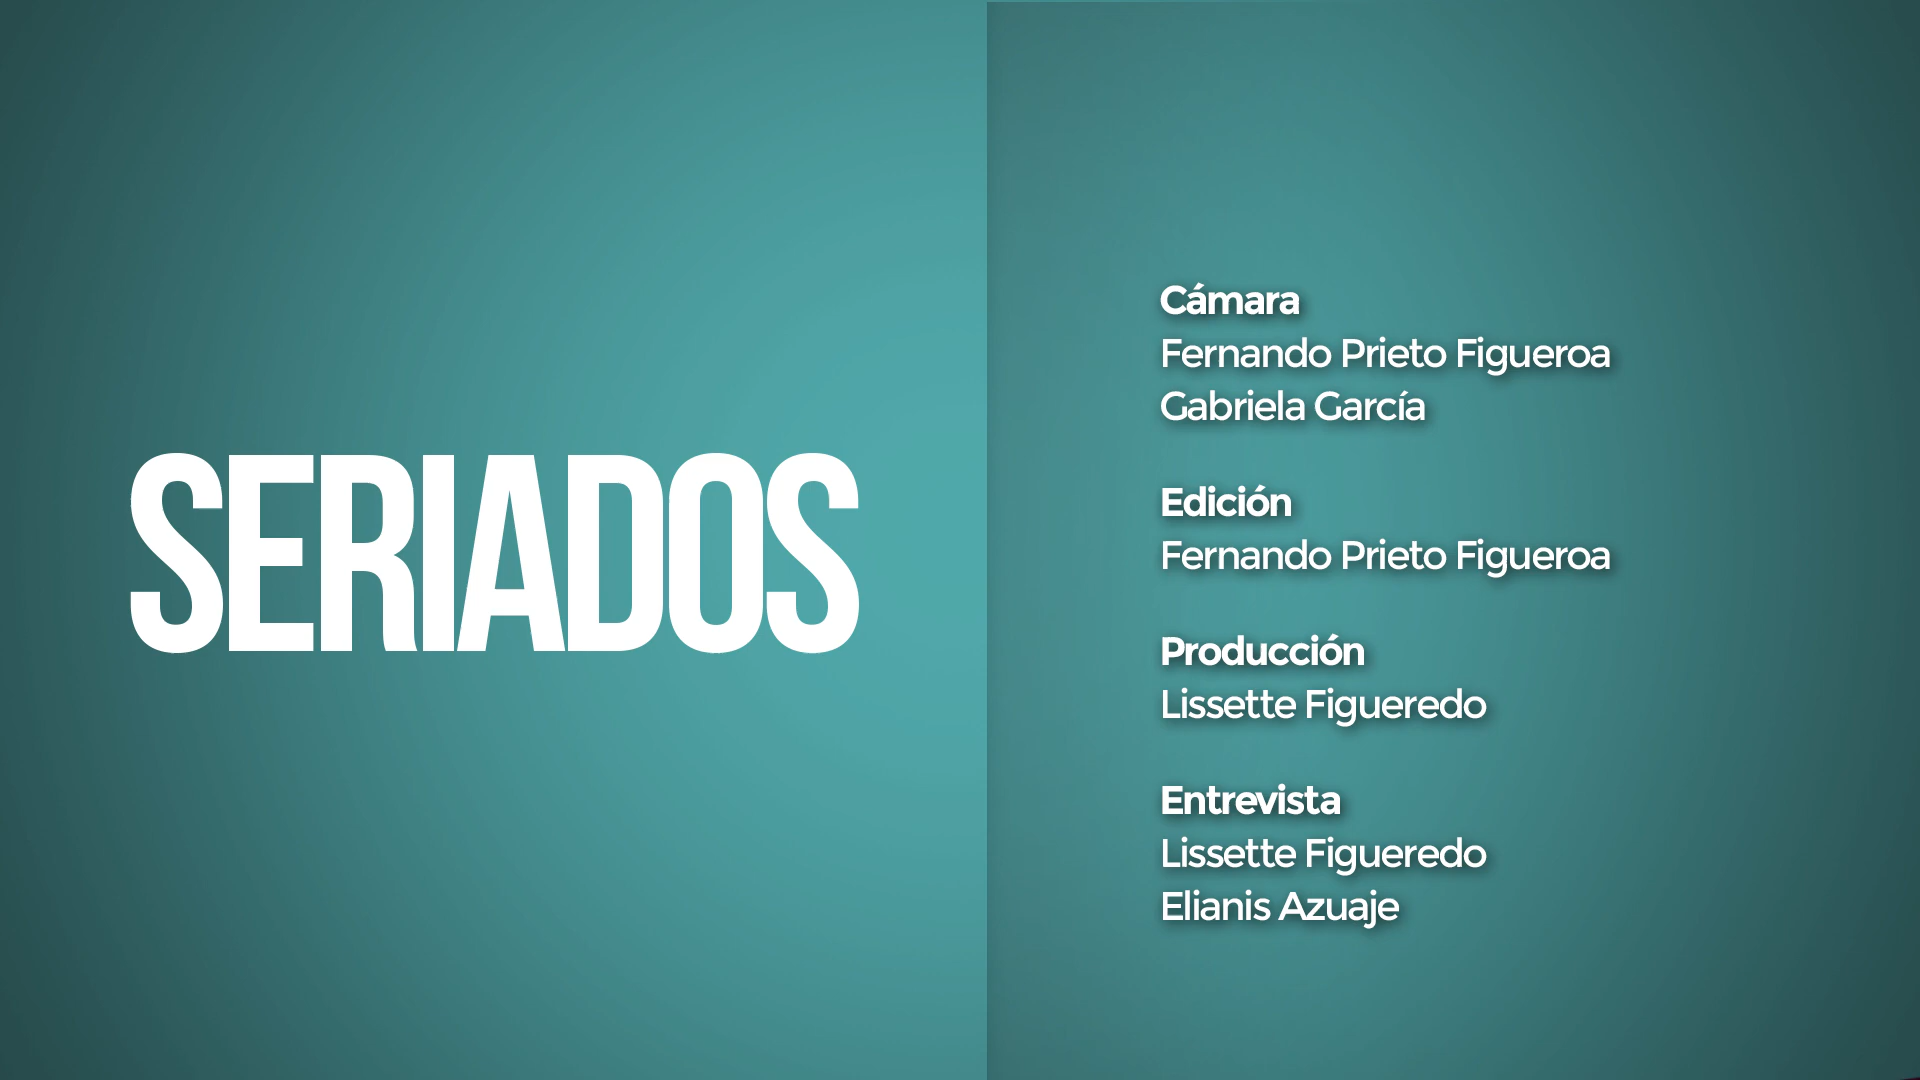 SERIADOS
Cámara
Fernando Prieto Figueroa
Gabriela García
Edición
Fernando Prieto Figueroa
Producción
Lissette Figueredo
Entrevista
Lissette Figueredo
Elianis Azuaje